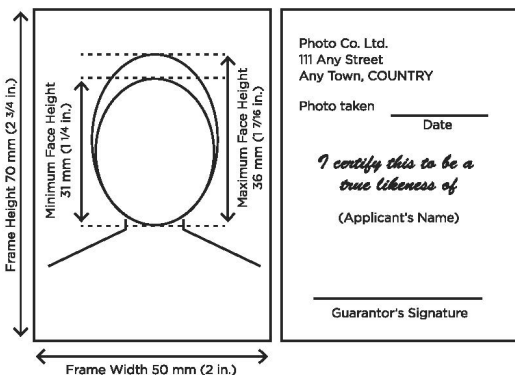 Frame Height 70 mm (2 3/4 in.)
Minimum Face Height
31 mm (1 1/4 in.)
Maximum Face Height
36 mm (1 7/16 in.)
Frame Width 50 mm (2 in.)
Photo Co. Ltd.
111 Any Street
Any Town, COUNTRY
Photo taken
Date
I certify this to be a
true likeness of
(Applicant's Name)
Guarantor's Signature